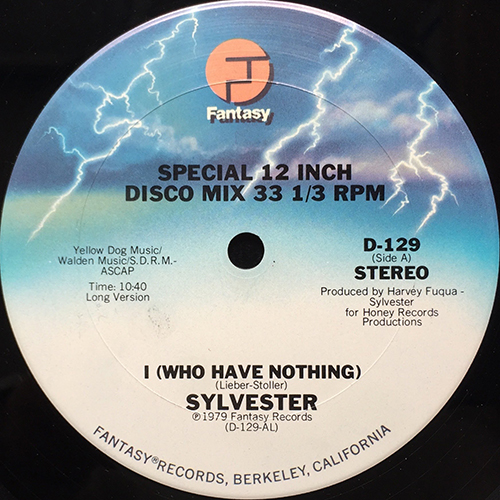 Fantasy
SPECIAL 12 INCH
DISCO MIX 33 1/3 RPM
Yellow Dog Music/
Walden Music/S.D.R.M.-
ASCAP
Time: 10:40
Long Version
D-129
(Side A)
STEREO
Produced by Harvey Fuqua -
Sylvester
for Honey Records
Productions
I (WHO HAVE NOTHING)
(Lieber-Stoller)
SYLVESTER
℗1979 Fantasy Records
(D-129-AL)
FANTASY® RECORDS, BERKELEY, CALIFORNIA